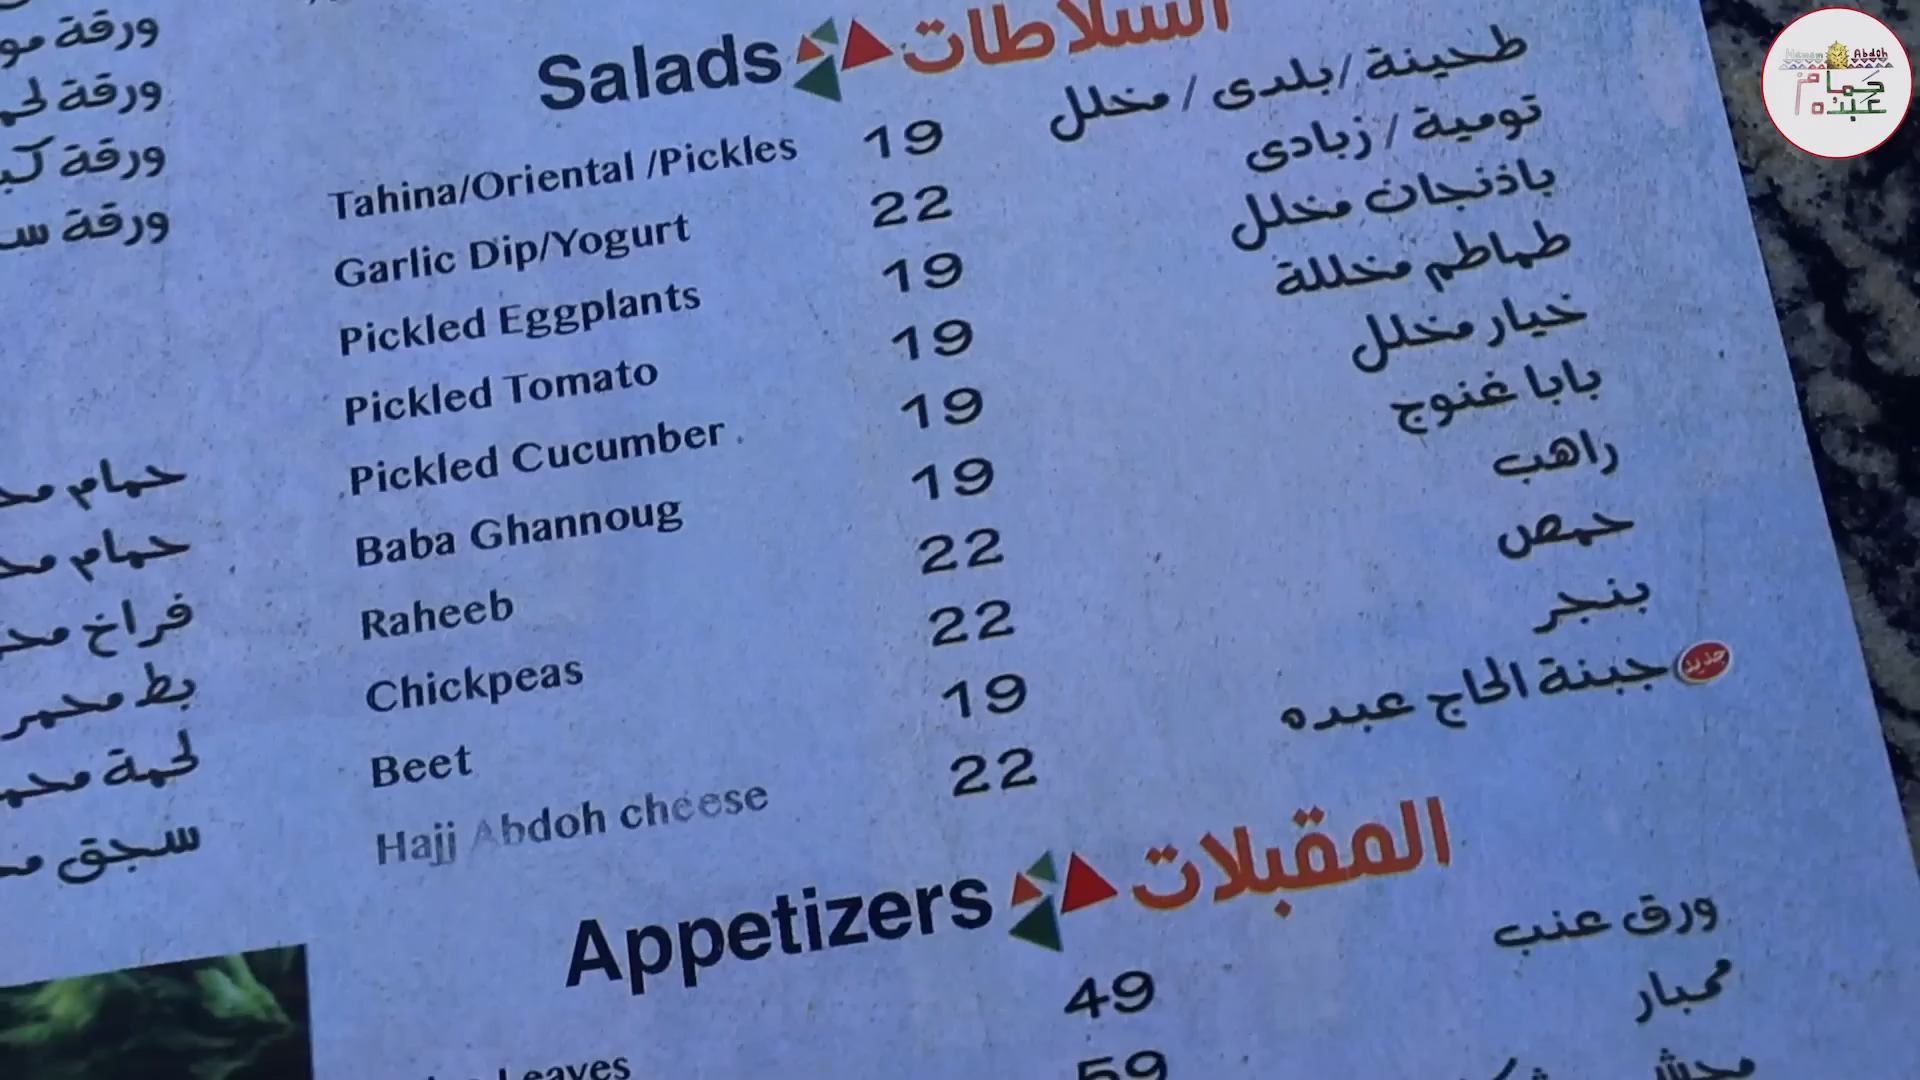 Salads السلاطات
Tahina/Oriental /Pickles 19 طحينة /بلدى / مخلل
Garlic Dip/Yogurt 22 تومية / زبادى
Pickled Eggplants 19 باذنجان مخلل
Pickled Tomato 19 طماطم مخللة
Pickled Cucumber 19 خيار مخلل
Baba Ghannoug 19 بابا غنوج
Raheeb 22 راهب
Chickpeas 22 حمص
Beet 19 بنجر
Hajj Abdoh cheese 22 جبنة الحاج عبده جديد
Appetizers المقبلات
49 ورق عنب
Leaves 59 ممبار
محشى
ورقة
ورقة
ورقة
ورقة
حمام
حمام
فراخ
بط محمر
لحمة
سجق
Hamam Abdoh
حمام
عبده